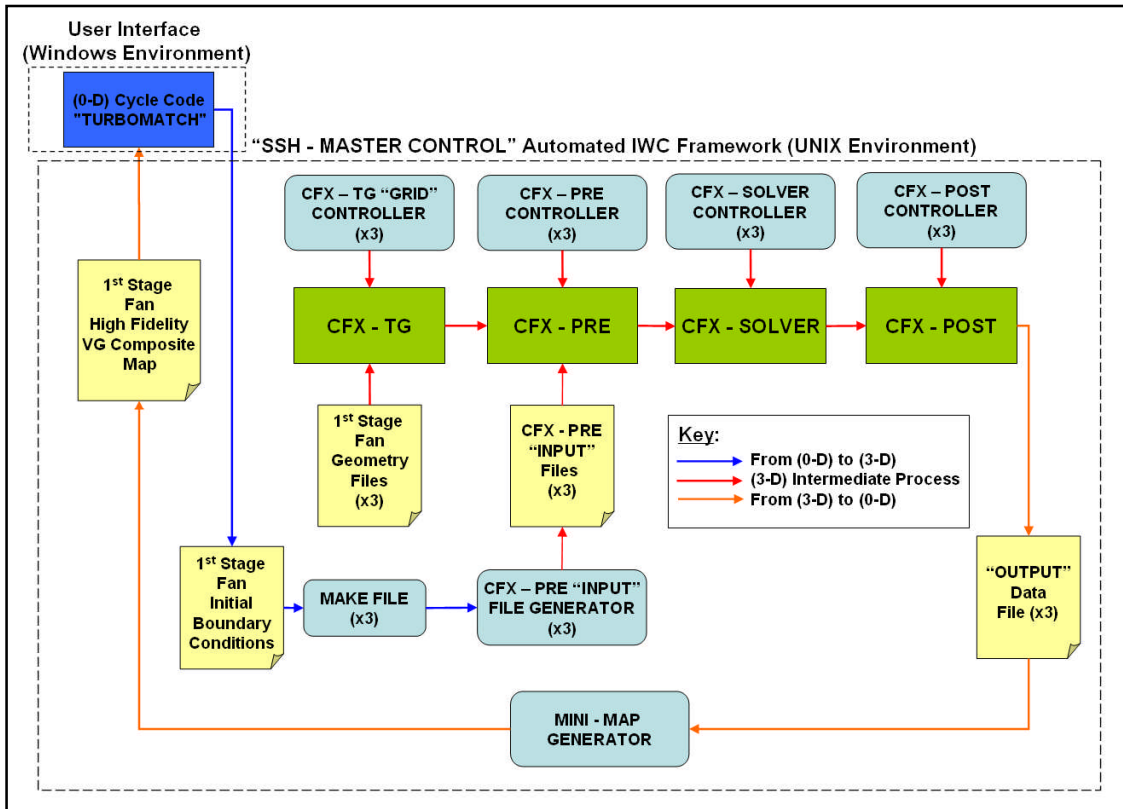 User Interface
(Windows Environment)
(0-D) Cycle Code
"TURBOMATCH"
“SSH - MASTER CONTROL” Automated IWC Framework (UNIX Environment)
CFX – TG “GRID”
CONTROLLER
(x3)
CFX – PRE
CONTROLLER
(x3)
CFX – SOLVER
CONTROLLER
(x3)
CFX – POST
CONTROLLER
(x3)
1st Stage
Fan
High Fidelity
VG Composite
Map
CFX - TG
CFX - PRE
CFX - SOLVER
CFX - POST
1st Stage
Fan
Geometry
Files
(x3)
CFX - PRE
“INPUT”
Files
(x3)
Key:
From (0-D) to (3-D)
(3-D) Intermediate Process
From (3-D) to (0-D)
1st Stage
Fan
Initial
Boundary
Conditions
MAKE FILE
(x3)
CFX – PRE “INPUT”
FILE GENERATOR
(x3)
“OUTPUT”
Data
File (x3)
MINI - MAP
GENERATOR